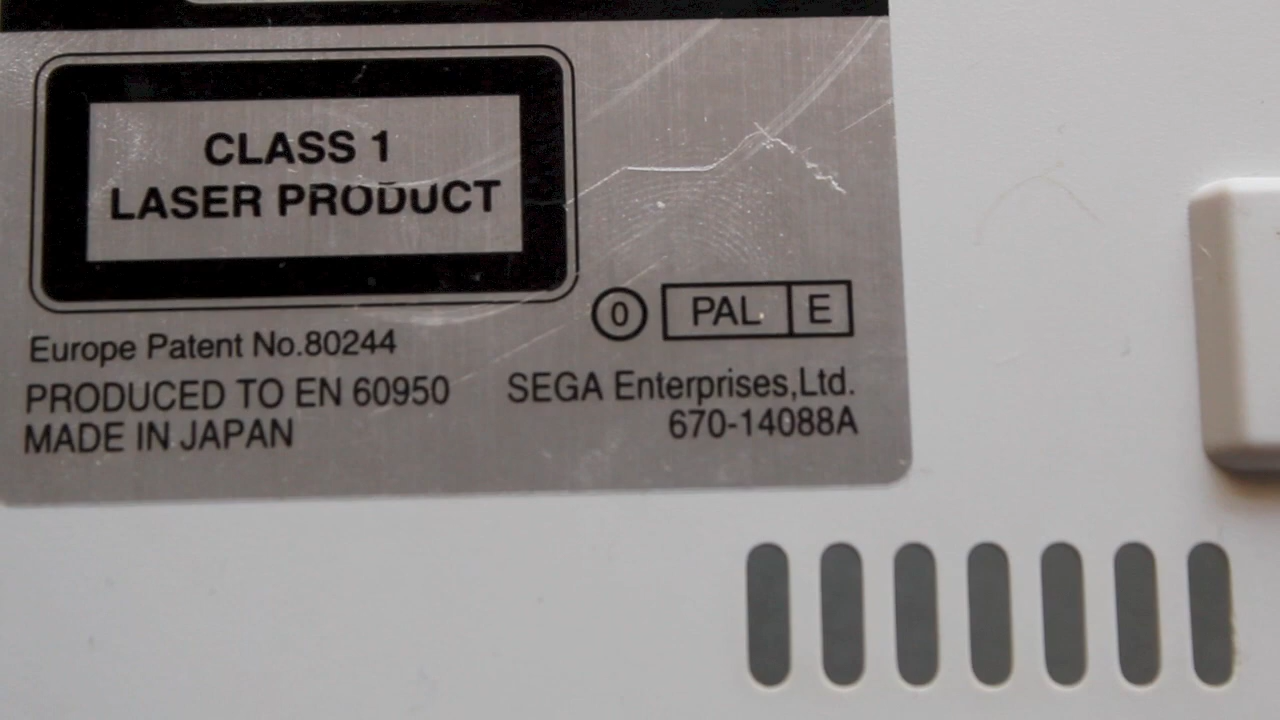 CLASS 1
LASER PRODUCT
0 PAL E
Europe Patent No.80244
PRODUCED TO EN 60950
MADE IN JAPAN
SEGA Enterprises,Ltd.
670-14088A